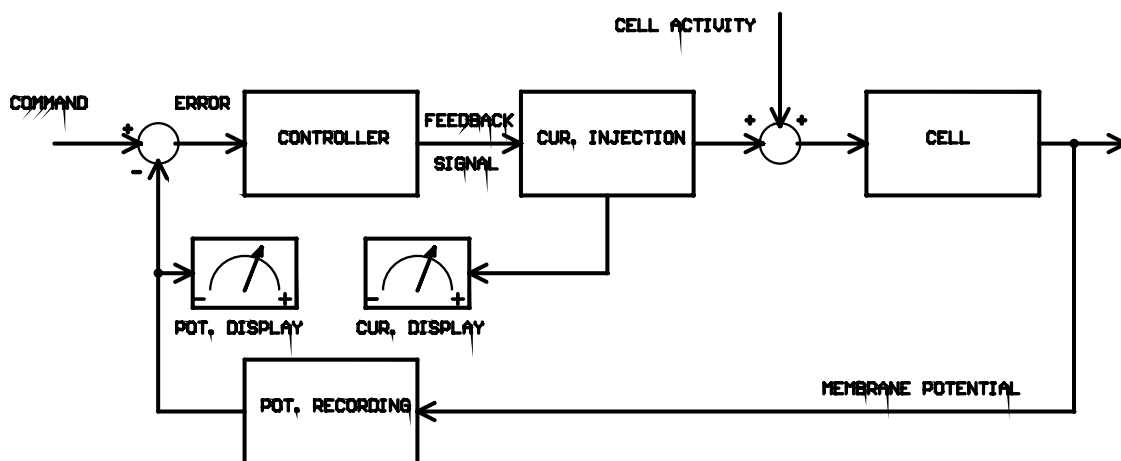 CELL ACTIVITY
COMMAND
ERROR
+
-
CONTROLLER
FEEDBACK
SIGNAL
CUR. INJECTION
+ +
CELL
- +
POT. DISPLAY
- +
CUR. DISPLAY
POT. RECORDING
MEMBRANE POTENTIAL